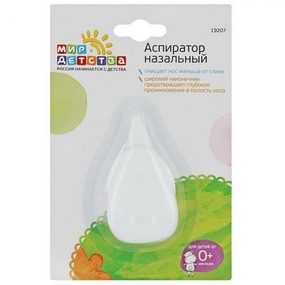 19207
Аспиратор
назальный
МИР
ДЕТСТВА
РОССИЯ НАЧИНАЕТСЯ С ДЕТСТВА
очищает нос малыша от слизи
широкий наконечник
предотвращает глубокое
проникновение в полость носа
для детей от
0+
месяцев